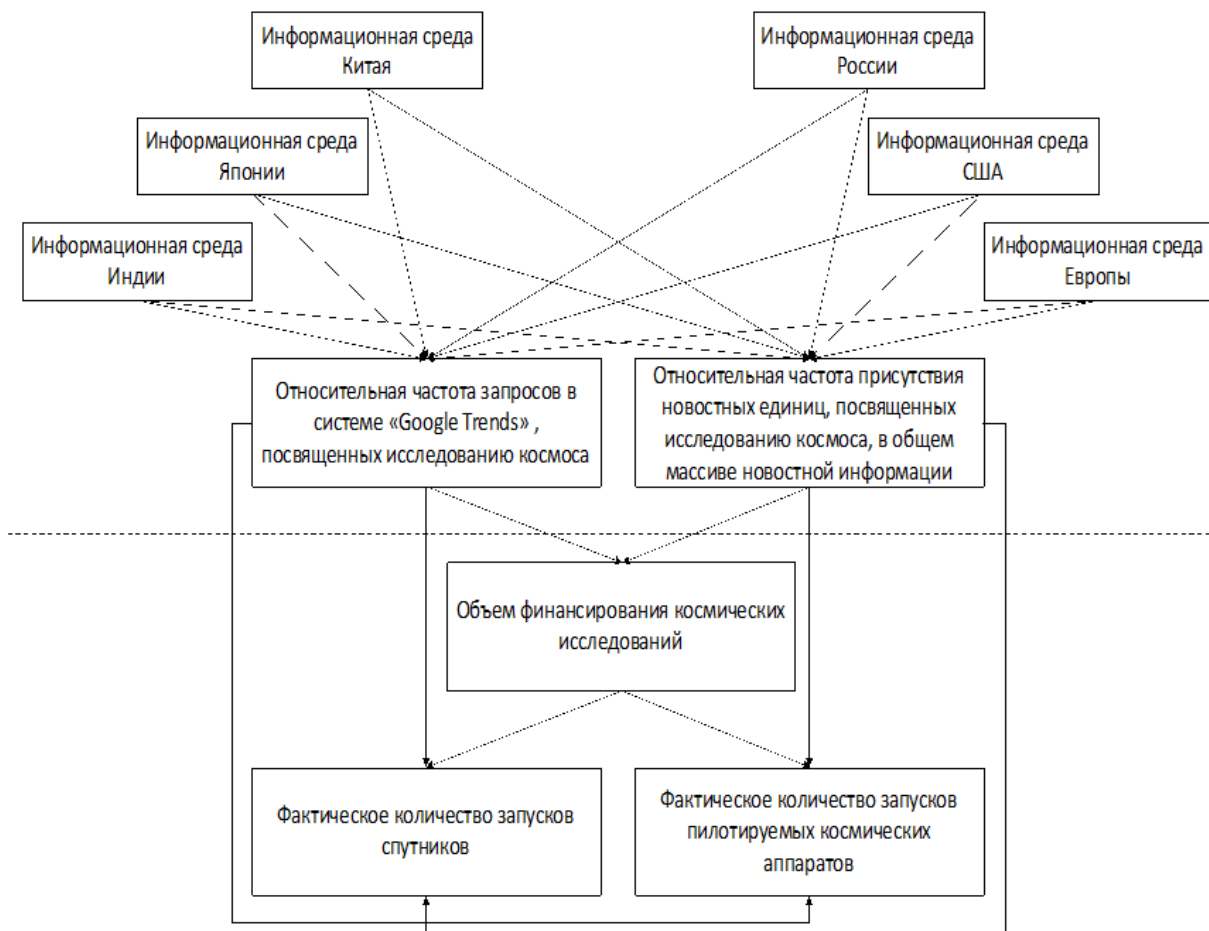 Информационная среда
Китая
Информационная среда
России
Информационная среда
Японии
Информационная среда
США
Информационная среда
Индии
Информационная среда
Европы
Относительная частота запросов в
системе «Google Trends» ,
посвященных исследованию космоса
Относительная частота присутствия
новостных единиц, посвященных
исследованию космоса, в общем
массиве новостной информации
Объем финансирования космических
исследований
Фактическое количество запусков
спутников
Фактическое количество запусков
пилотируемых космических
аппаратов